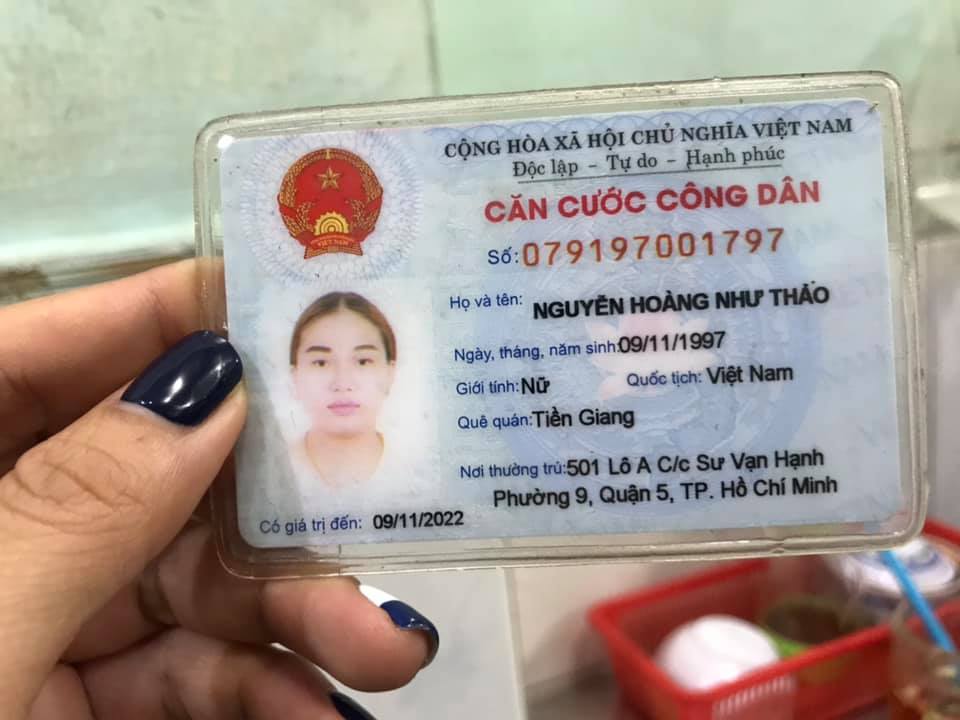 CỘNG HÒA XÃ HỘI CHỦ NGHĨA VIỆT NAM
Độc lập - Tự do - Hạnh phúc
CĂN CƯỚC CÔNG DÂN
Số: 079197001797
Họ và tên: NGUYỄN HOÀNG NHƯ THẢO
Ngày, tháng, năm sinh: 09/11/1997
Giới tính: Nữ Quốc tịch: Việt Nam
Quê quán: Tiền Giang
Nơi thường trú: 501 Lô A C/c Sư Vạn Hạnh
Phường 9, Quận 5, TP. Hồ Chí Minh
Có giá trị đến: 09/11/2022
VIỆT NAM